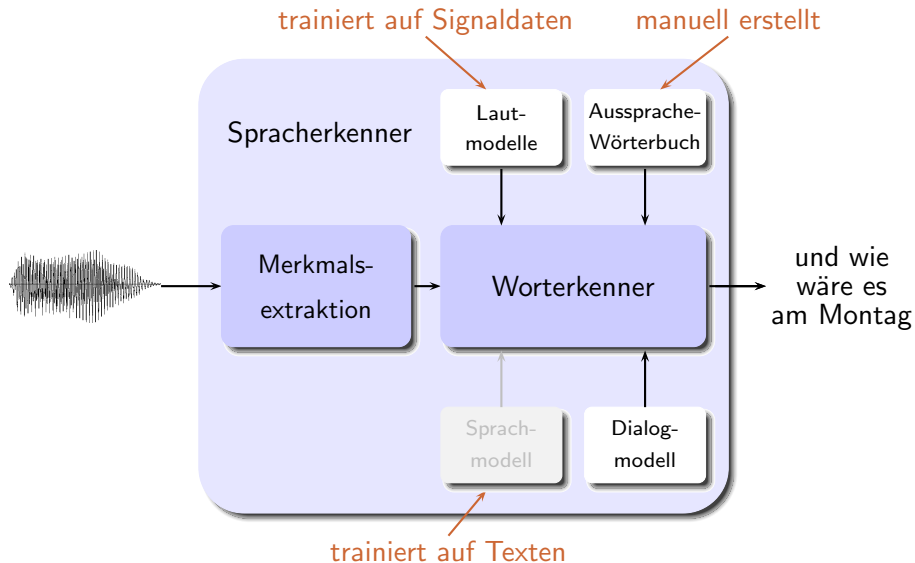 trainiert auf Signaldaten
manuell erstellt
Spracherkenner
Laut-
modelle
Aussprache-
Wörterbuch
Merkmals-
extraktion
Worterkenner
und wie
wäre es
am Montag
Sprach-
modell
Dialog-
modell
trainiert auf Texten